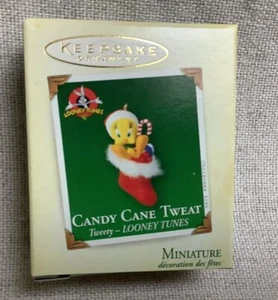 KEEPSAKE
ORNAMENT
LOONEY TUNES
CANDY CANE TWEAT
Tweety – LOONEY TUNES
MINIATURE
décoration des fêtes